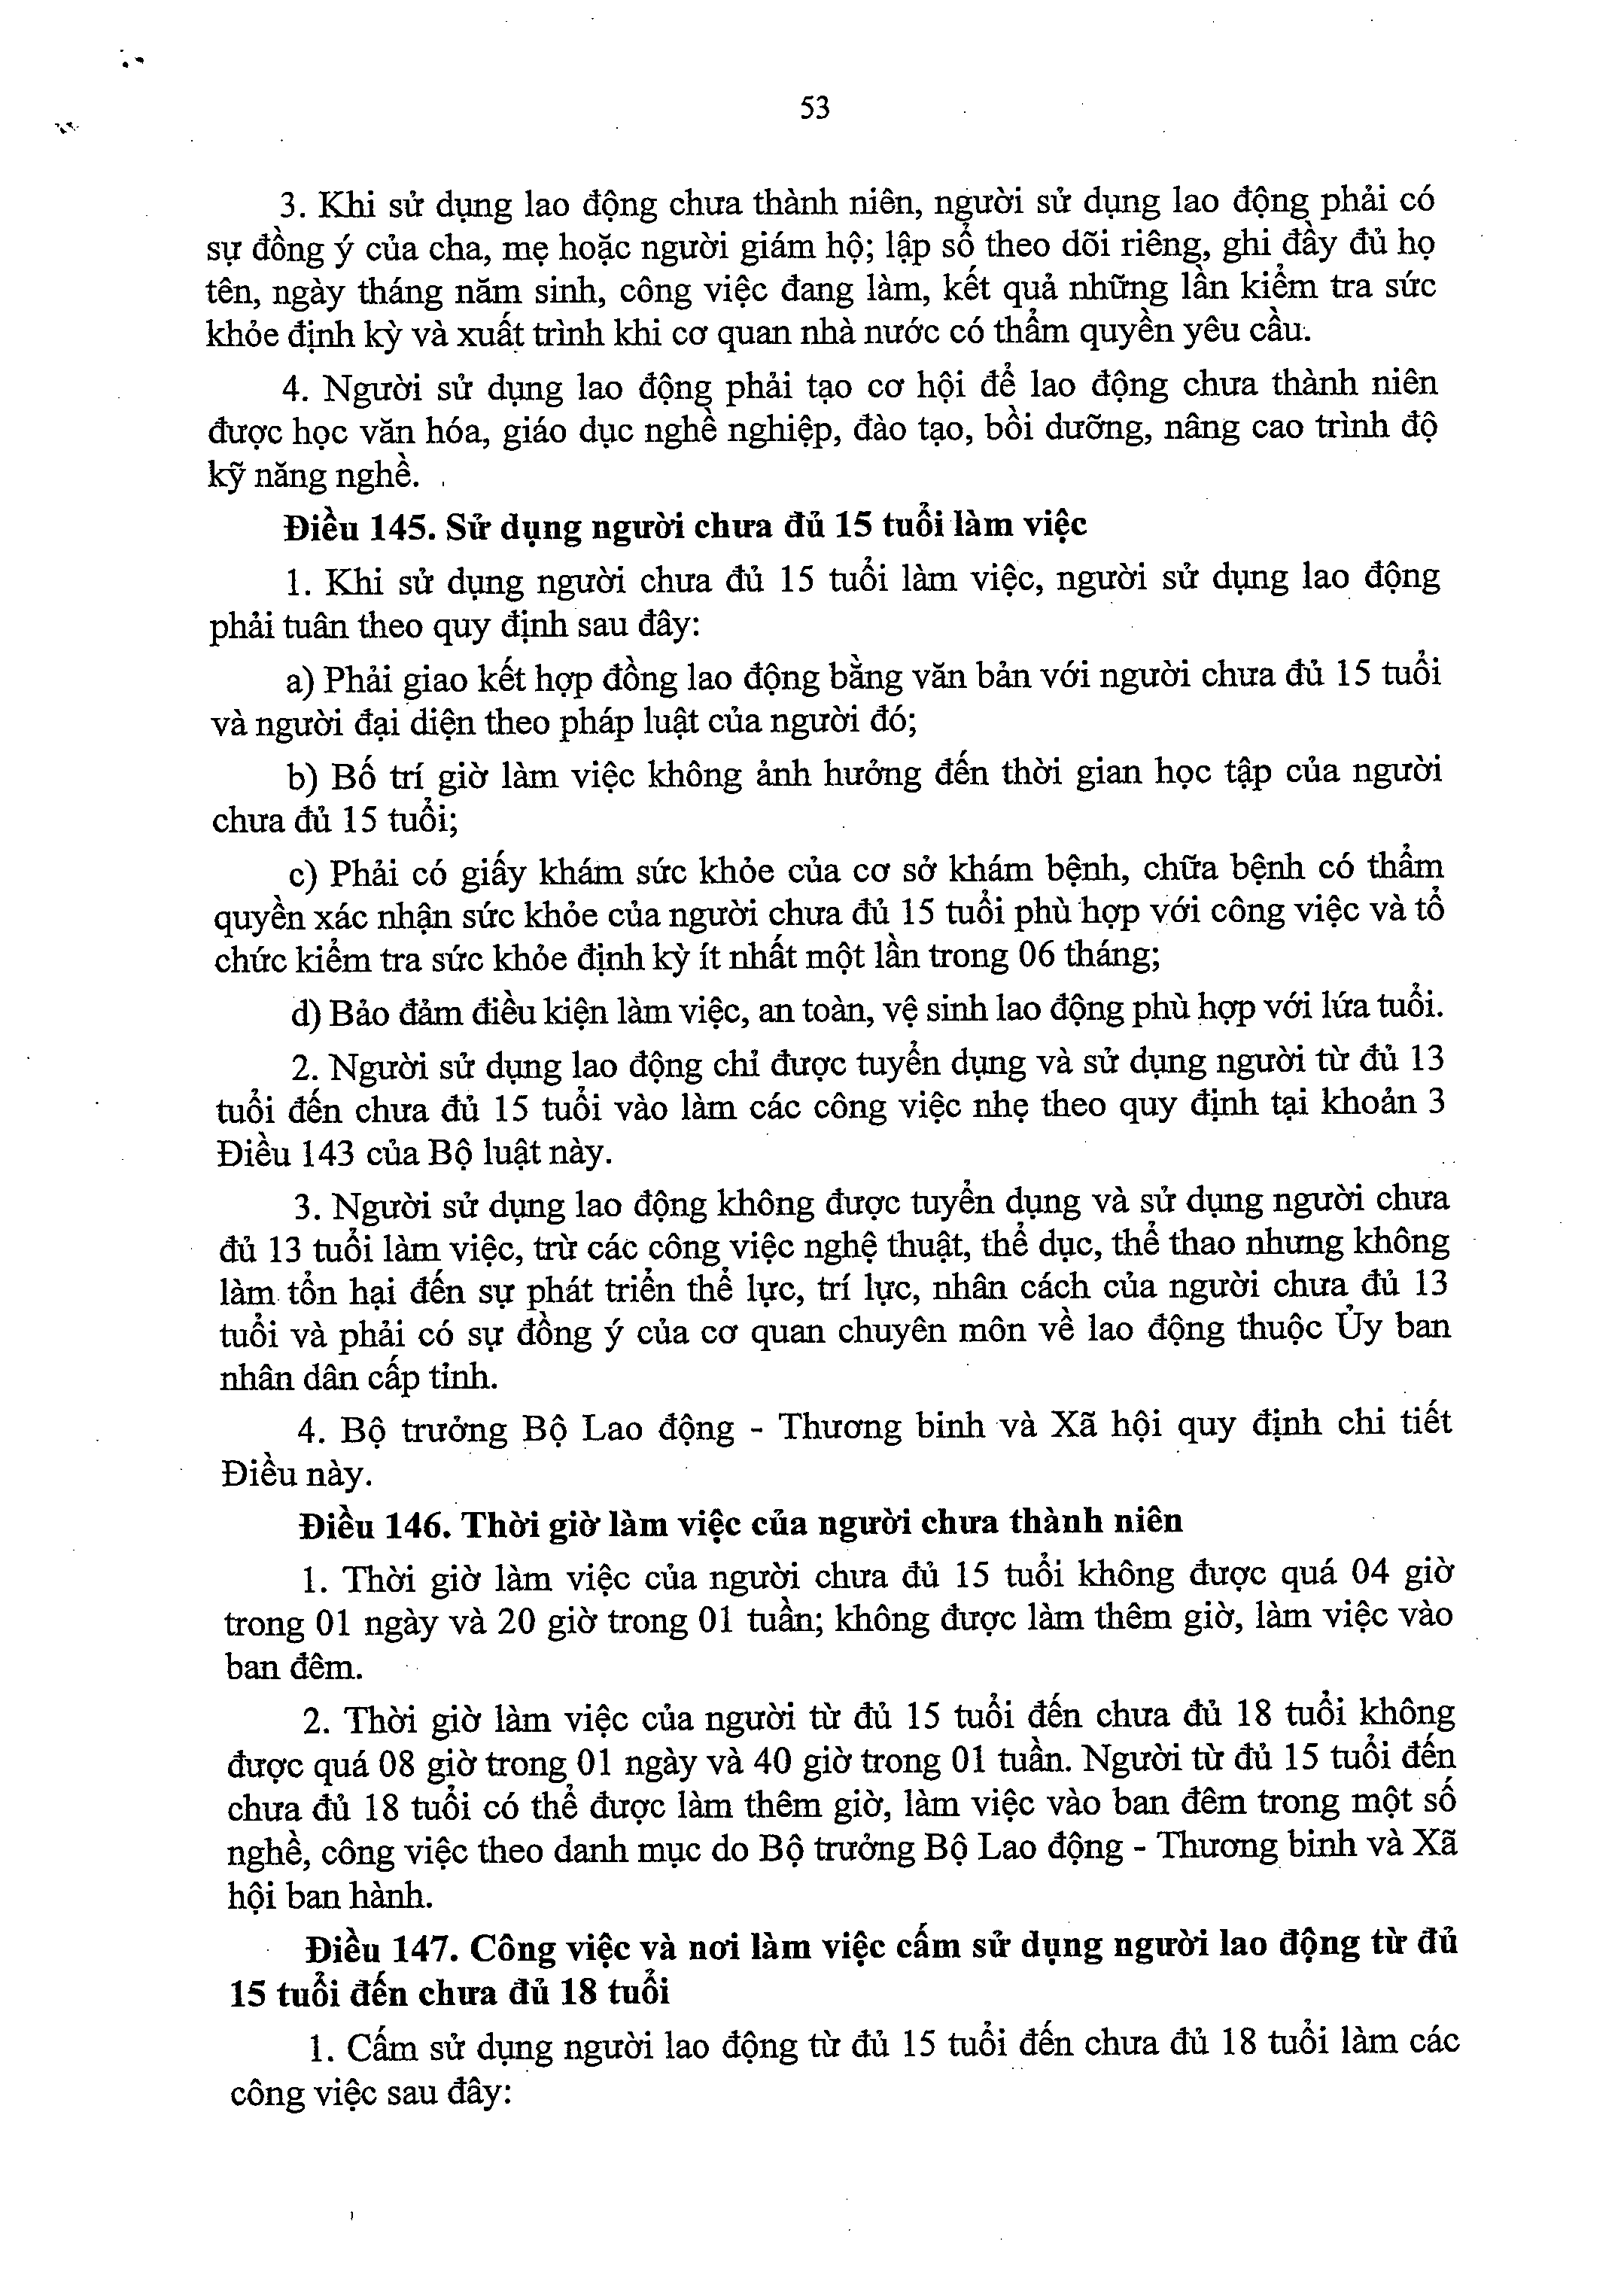 53
3. Khi sử dụng lao động chưa thành niên, người sử dụng lao động phải có
sự đồng ý của cha, mẹ hoặc người giám hộ; lập sổ theo dõi riêng, ghi đầy đủ họ
tên, ngày tháng năm sinh, công việc đang làm, kết quả những lần kiểm tra sức
khỏe định kỳ và xuất trình khi cơ quan nhà nước có thẩm quyền yêu cầu.
4. Người sử dụng lao động phải tạo cơ hội để lao động chưa thành niên
được học văn hóa, giáo dục nghề nghiệp, đào tạo, bồi dưỡng, nâng cao trình độ
kỹ năng nghề.
Điều 145. Sử dụng người chưa đủ 15 tuổi làm việc
1. Khi sử dụng người chưa đủ 15 tuổi làm việc, người sử dụng lao động
phải tuân theo quy định sau đây:
a) Phải giao kết hợp đồng lao động bằng văn bản với người chưa đủ 15 tuổi
và người đại diện theo pháp luật của người đó;
b) Bố trí giờ làm việc không ảnh hưởng đến thời gian học tập của người
chưa đủ 15 tuổi;
c) Phải có giấy khám sức khỏe của cơ sở khám bệnh, chữa bệnh có thẩm
quyền xác nhận sức khỏe của người chưa đủ 15 tuổi phù hợp với công việc và tổ
chức kiểm tra sức khỏe định kỳ ít nhất một lần trong 06 tháng;
d) Bảo đảm điều kiện làm việc, an toàn, vệ sinh lao động phù hợp với lứa tuổi.
2. Người sử dụng lao động chỉ được tuyển dụng và sử dụng người từ đủ 13
tuổi đến chưa đủ 15 tuổi vào làm các công việc nhẹ theo quy định tại khoản 3
Điều 143 của Bộ luật này.
3. Người sử dụng lao động không được tuyển dụng và sử dụng người chưa
đủ 13 tuổi làm việc, trừ các công việc nghệ thuật, thể dục, thể thao nhưng không
làm tổn hại đến sự phát triển thể lực, trí lực, nhân cách của người chưa đủ 13
tuổi và phải có sự đồng ý của cơ quan chuyên môn về lao động thuộc Ủy ban
nhân dân cấp tỉnh.
4. Bộ trưởng Bộ Lao động - Thương binh và Xã hội quy định chi tiết
Điều này.
Điều 146. Thời giờ làm việc của người chưa thành niên
1. Thời giờ làm việc của người chưa đủ 15 tuổi không được quá 04 giờ
trong 01 ngày và 20 giờ trong 01 tuần; không được làm thêm giờ, làm việc vào
ban đêm.
2. Thời giờ làm việc của người từ đủ 15 tuổi đến chưa đủ 18 tuổi không
được quá 08 giờ trong 01 ngày và 40 giờ trong 01 tuần. Người từ đủ 15 tuổi đến
chưa đủ 18 tuổi có thể được làm thêm giờ, làm việc vào ban đêm trong một số
nghề, công việc theo danh mục do Bộ trưởng Bộ Lao động - Thương binh và Xã
hội ban hành.
Điều 147. Công việc và nơi làm việc cấm sử dụng người lao động từ đủ
15 tuổi đến chưa đủ 18 tuổi
1. Cấm sử dụng người lao động từ đủ 15 tuổi đến chưa đủ 18 tuổi làm các
công việc sau đây: